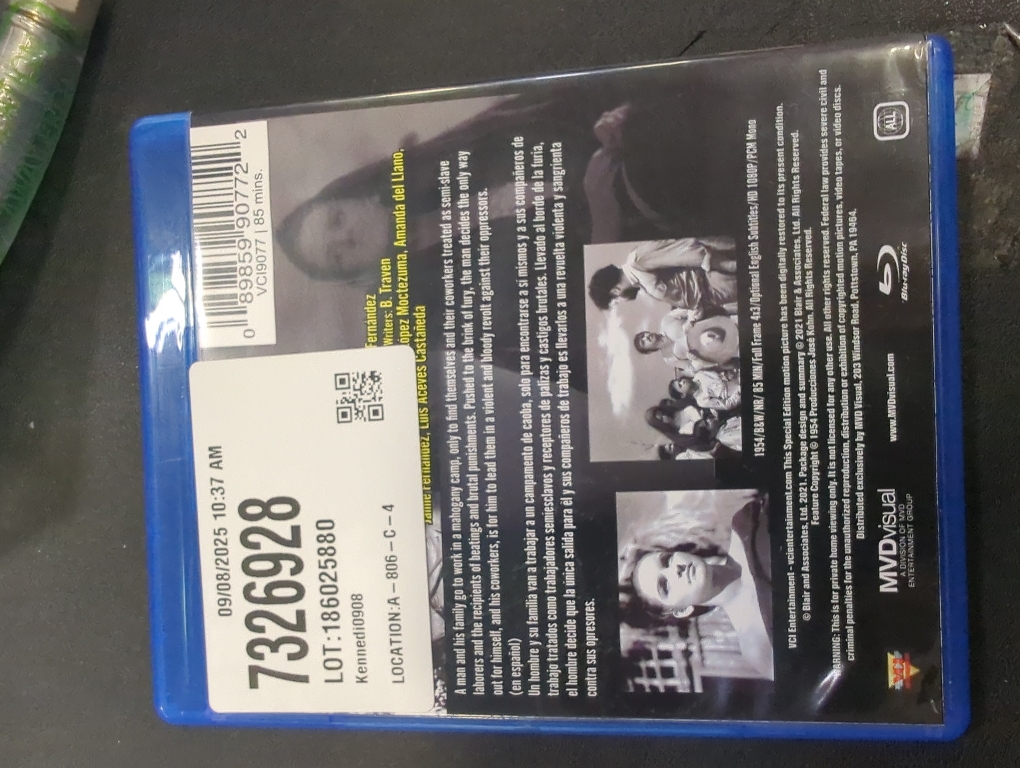 09/08/2025 10:37 AM
7326928
LOT:186025880
Kennedi0908
LOCATION:A-806-C-4
0 89859 90772 2
VCI9077 | 85 mins.
Fernández
Writers: B. Traven
opez Moctezuma, Amanda del Llano,
Jaime Fernández, Luis Aceves Castañeda
A man and his family go to work in a mahogany camp, only to find themselves and their coworkers treated as semi-slave
laborers and the recipients of beatings and brutal punishments. Pushed to the brink of fury, the man decides the only way
out for himself, and his coworkers, is for him to lead them in a violent and bloody revolt against their oppressors.
(en español)
Un hombre y su familia van a trabajar a un campamento de caoba, solo para encontrarse a sí mismos y a sus compañeros de
trabajo tratados como trabajadores semiesclavos y receptores de palizas y castigos brutales. Llevado al borde de la furia,
el hombre decide que la única salida para él y sus compañeros de trabajo es llevarlos a una revuelta violenta y sangrienta
contra sus opresores.
1954/B&W/NR/ 85 MIN/Full Frame 4x3/Optional English Subtitles/HD 1080P/PCM Mono
VCI Entertainment - vcientertainment.com This Special Edition motion picture has been digitally restored to its present condition.
© Blair and Associates, Ltd. 2021. Package design and summary © 2021 Blair & Associates, Ltd. All Rights Reserved.
Feature Copyright © 1954 Producciones José Kohn. All Rights Reserved.
WARNING: This is for private home viewing only. It is not licensed for any other use. All other rights reserved. Federal law provides severe civil and
criminal penalties for the unauthorized reproduction, distribution or exhibition of copyrighted motion pictures, video tapes, or video discs.
Distributed exclusively by MVD Visual, 203 Windsor Road, Pottstown, PA 19464.
VCI
MVDvisual
A DIVISION OF MVD
ENTERTAINMENT GROUP
www.MVDvisual.com
Blu-ray Disc
ALL